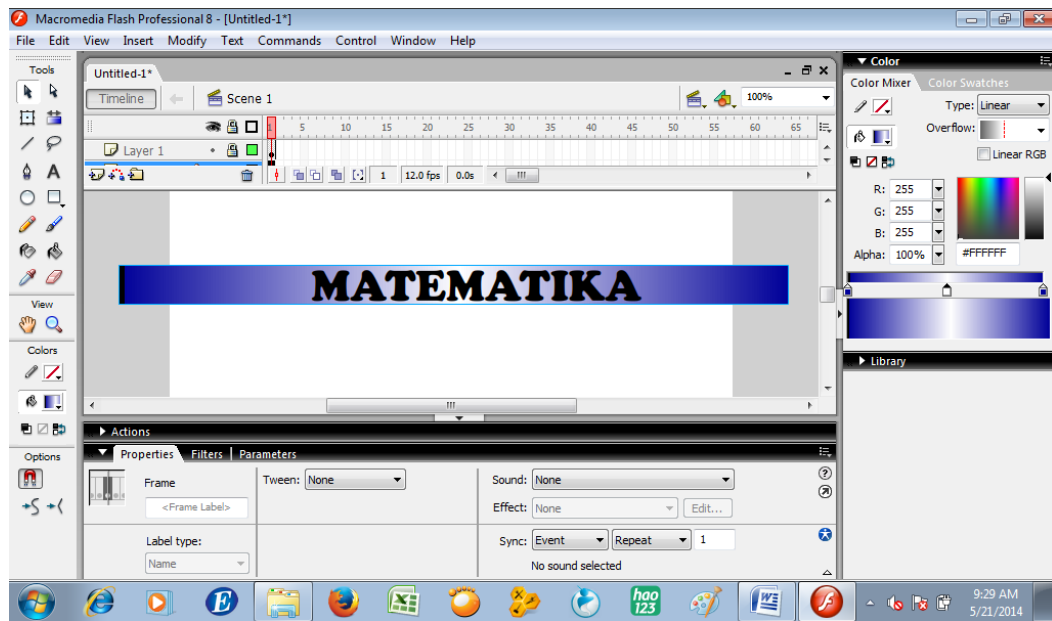 Macromedia Flash Professional 8 - [Untitled-1*]
File Edit View Insert Modify Text Commands Control Window Help
Tools
View
Colors
Options
Untitled-1*
Timeline Scene 1 100%
1 5 10 15 20 25 30 35 40 45 50 55 60 65
Layer 1
1 12.0 fps 0.0s
MATEMATIKA
Actions
Properties Filters Parameters
Frame
<Frame Label>
Label type:
Name
Tween: None
Sound: None
Effect: None Edit...
Sync: Event Repeat 1
No sound selected
Color
Color Mixer Color Swatches
Type: Linear
Overflow:
Linear RGB
R: 255
G: 255
B: 255
Alpha: 100% #FFFFFF
Library
hao
123
9:29 AM
5/21/2014